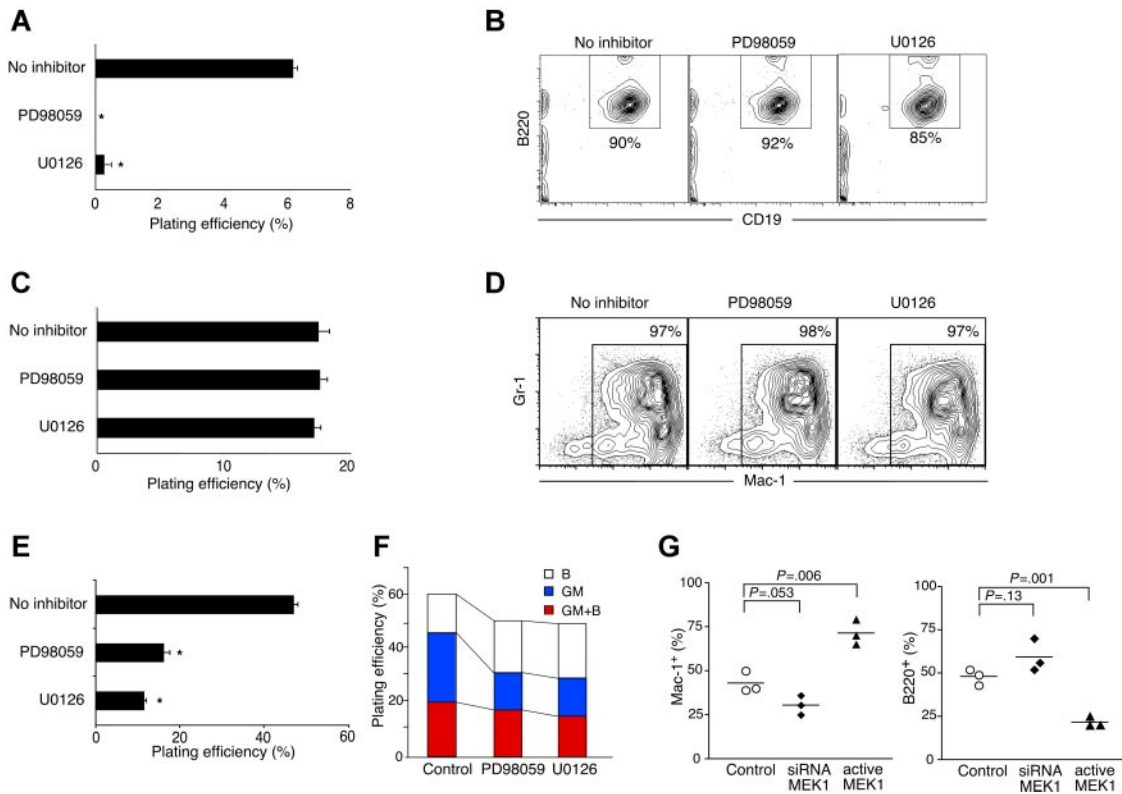 A
No inhibitor
PD98059
*
U0126
*
0 2 4 6 8
Plating efficiency (%)
B
No inhibitor PD98059 U0126
B220
90% 92% 85%
CD19
C
No inhibitor
PD98059
U0126
0 10 20
Plating efficiency (%)
D
No inhibitor PD98059 U0126
97% 98% 97%
Gr-1
Mac-1
E
No inhibitor
PD98059
*
U0126
*
0 20 40 60
Plating efficiency (%)
F
B
GM
GM+B
Plating efficiency (%)
60
40
20
0
Control PD98059 U0126
G
P=.006
P=.053
Mac-1+ (%)
100
75
50
25
0
Control siRNA MEK1 active MEK1
P=.001
P=.13
B220+ (%)
100
75
50
25
0
Control siRNA MEK1 active MEK1